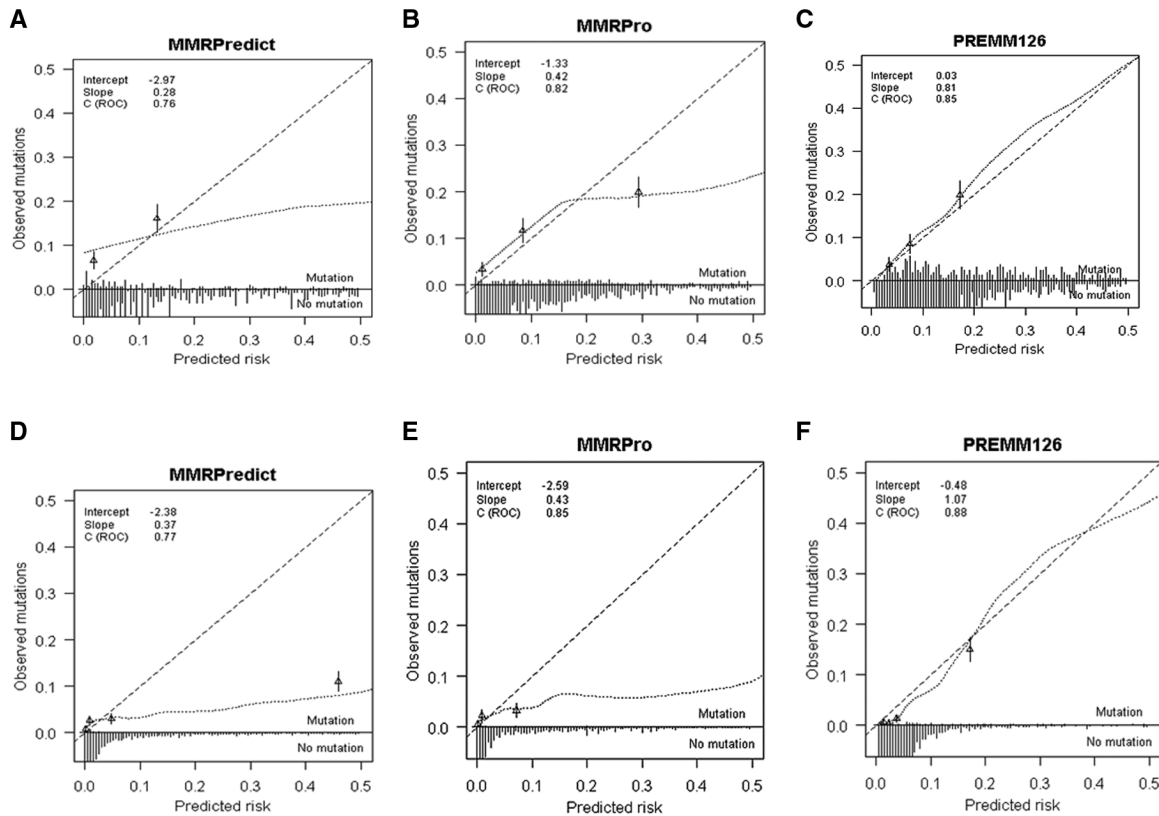 A
MMRPredict
Intercept -2.97
Slope 0.28
C (ROC) 0.76
Observed mutations
0.5
0.4
0.3
0.2
0.1
0.0
Mutation
No mutation
0.0 0.1 0.2 0.3 0.4 0.5
Predicted risk
B
MMRPro
Intercept -1.33
Slope 0.42
C (ROC) 0.82
Observed mutations
0.5
0.4
0.3
0.2
0.1
0.0
Mutation
No mutation
0.0 0.1 0.2 0.3 0.4 0.5
Predicted risk
C
PREMM126
Intercept 0.03
Slope 0.81
C (ROC) 0.85
Observed mutations
0.5
0.4
0.3
0.2
0.1
0.0
Mutation
No mutation
0.0 0.1 0.2 0.3 0.4 0.5
Predicted risk
D
MMRPredict
Intercept -2.38
Slope 0.37
C (ROC) 0.77
Observed mutations
0.5
0.4
0.3
0.2
0.1
0.0
Mutation
No mutation
0.0 0.1 0.2 0.3 0.4 0.5
Predicted risk
E
MMRPro
Intercept -2.59
Slope 0.43
C (ROC) 0.85
Observed mutations
0.5
0.4
0.3
0.2
0.1
0.0
Mutation
No mutation
0.0 0.1 0.2 0.3 0.4 0.5
Predicted risk
F
PREMM126
Intercept -0.48
Slope 1.07
C (ROC) 0.88
Observed mutations
0.5
0.4
0.3
0.2
0.1
0.0
Mutation
No mutation
0.0 0.1 0.2 0.3 0.4 0.5
Predicted risk